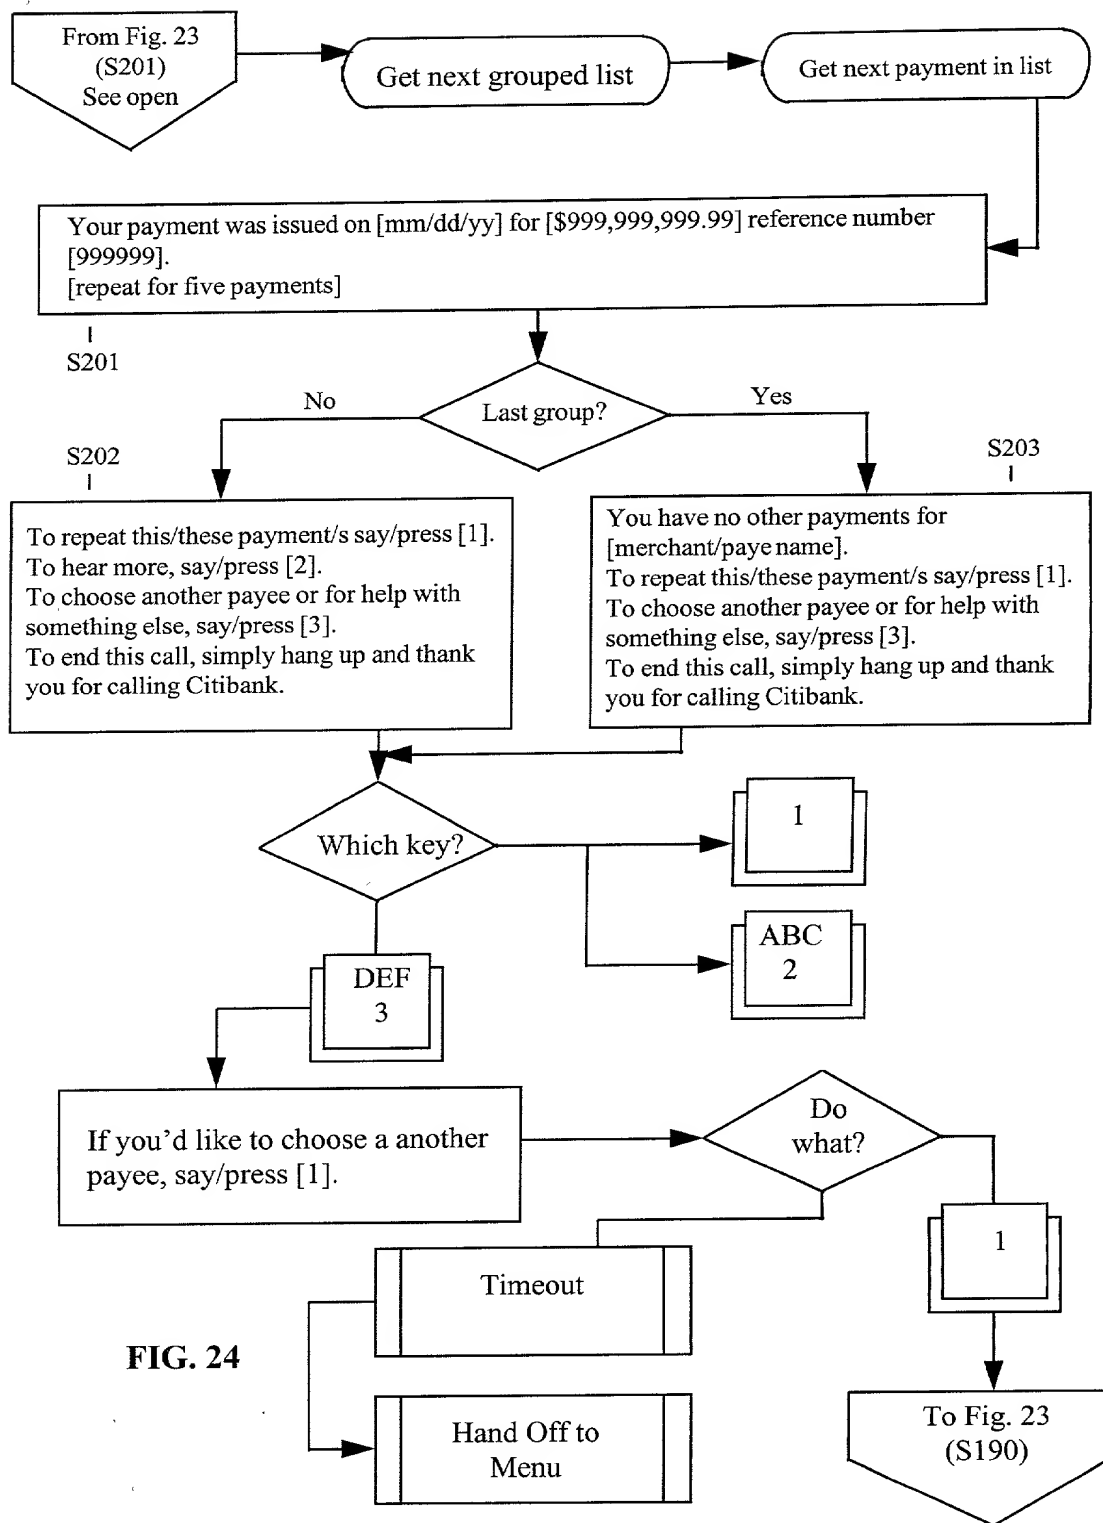 From Fig. 23
(S201)
See open
Get next grouped list
Get next payment in list
Your payment was issued on [mm/dd/yy] for [$999,999,999.99] reference number
[999999].
[repeat for five payments]
S201
Last group?
No
Yes
S202
S203
To repeat this/these payment/s say/press [1].
To hear more, say/press [2].
To choose another payee or for help with
something else, say/press [3].
To end this call, simply hang up and thank
you for calling Citibank.
You have no other payments for
[merchant/paye name].
To repeat this/these payment/s say/press [1].
To choose another payee or for help with
something else, say/press [3].
To end this call, simply hang up and thank
you for calling Citibank.
Which key?
1
ABC
2
DEF
3
If you’d like to choose a another
payee, say/press [1].
Do
what?
1
Timeout
FIG. 24
Hand Off to
Menu
To Fig. 23
(S190)